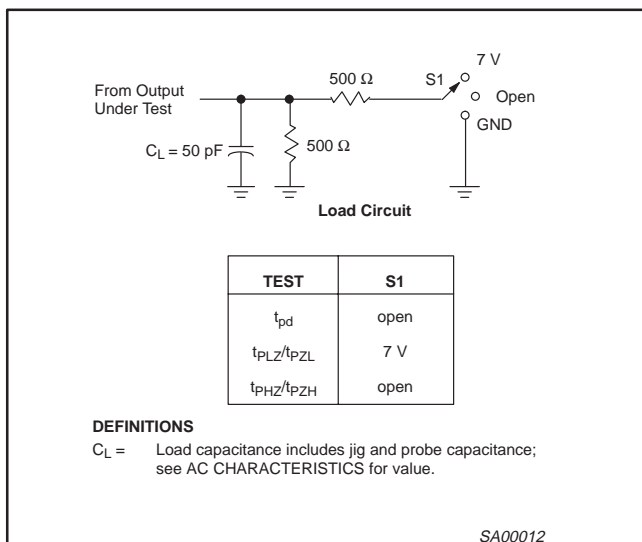 7 V
500 Ω
S1
From Output
Under Test
Open
GND
C_L = 50 pF
500 Ω
Load Circuit
TEST S1
t_pd open
t_PLZ/t_PZL 7 V
t_PHZ/t_PZH open
DEFINITIONS
C_L = Load capacitance includes jig and probe capacitance;
see AC CHARACTERISTICS for value.
SA00012